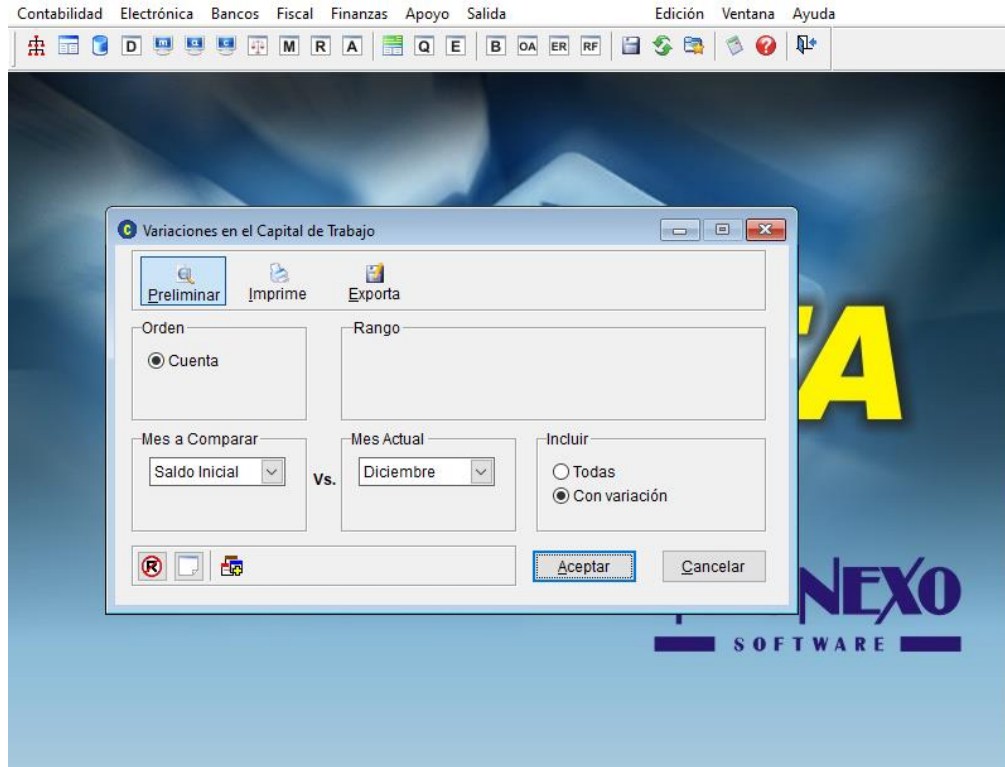 Contabilidad Electrónica Bancos Fiscal Finanzas Apoyo Salida Edición Ventana Ayuda
D m a c M R A Q E B OA ER RF
C Variaciones en el Capital de Trabajo
Preliminar Imprime Exporta
Orden Rango
Cuenta
Mes a Comparar Mes Actual Incluir
Saldo Inicial Vs. Diciembre Todas
Con variación
R Aceptar Cancelar
TA
NEXO
SOFTWARE